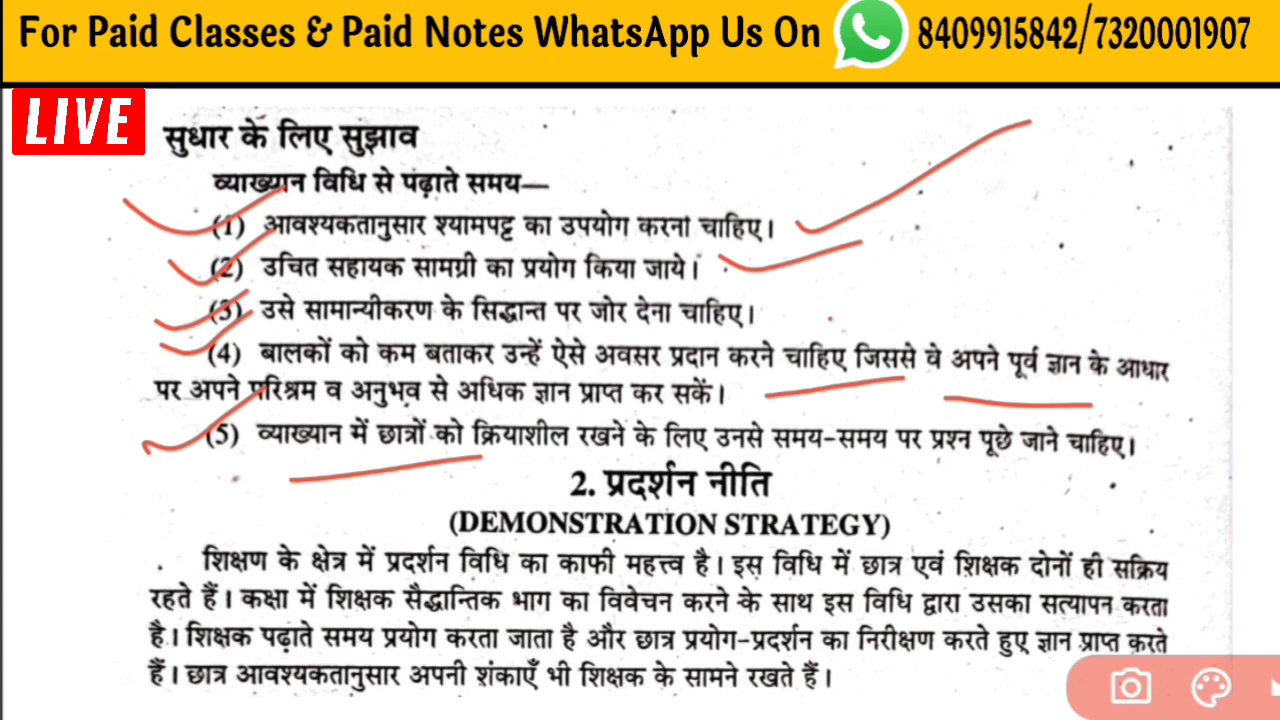 For Paid Classes & Paid Notes WhatsApp Us On 8409915842/7320001907
LIVE
सुधार के लिए सुझाव
व्याख्यान विधि से पढ़ाते समय—
(1) आवश्यकतानुसार श्यामपट्ट का उपयोग करना चाहिए।
(2) उचित सहायक सामग्री का प्रयोग किया जाये।
(3) उसे सामान्यीकरण के सिद्धान्त पर जोर देना चाहिए।
(4) बालकों को कम बताकर उन्हें ऐसे अवसर प्रदान करने चाहिए जिससे वे अपने पूर्व ज्ञान के आधार
पर अपने परिश्रम व अनुभव से अधिक ज्ञान प्राप्त कर सकें।
(5) व्याख्यान में छात्रों को क्रियाशील रखने के लिए उनसे समय-समय पर प्रश्न पूछे जाने चाहिए।
2. प्रदर्शन नीति
(DEMONSTRATION STRATEGY)
शिक्षण के क्षेत्र में प्रदर्शन विधि का काफी महत्त्व है। इस विधि में छात्र एवं शिक्षक दोनों ही सक्रिय
रहते हैं। कक्षा में शिक्षक सैद्धान्तिक भाग का विवेचन करने के साथ इस विधि द्वारा उसका सत्यापन करता
है। शिक्षक पढ़ाते समय प्रयोग करता जाता है और छात्र प्रयोग-प्रदर्शन का निरीक्षण करते हुए ज्ञान प्राप्त करते
हैं। छात्र आवश्यकतानुसार अपनी शंकाएँ भी शिक्षक के सामने रखते हैं।